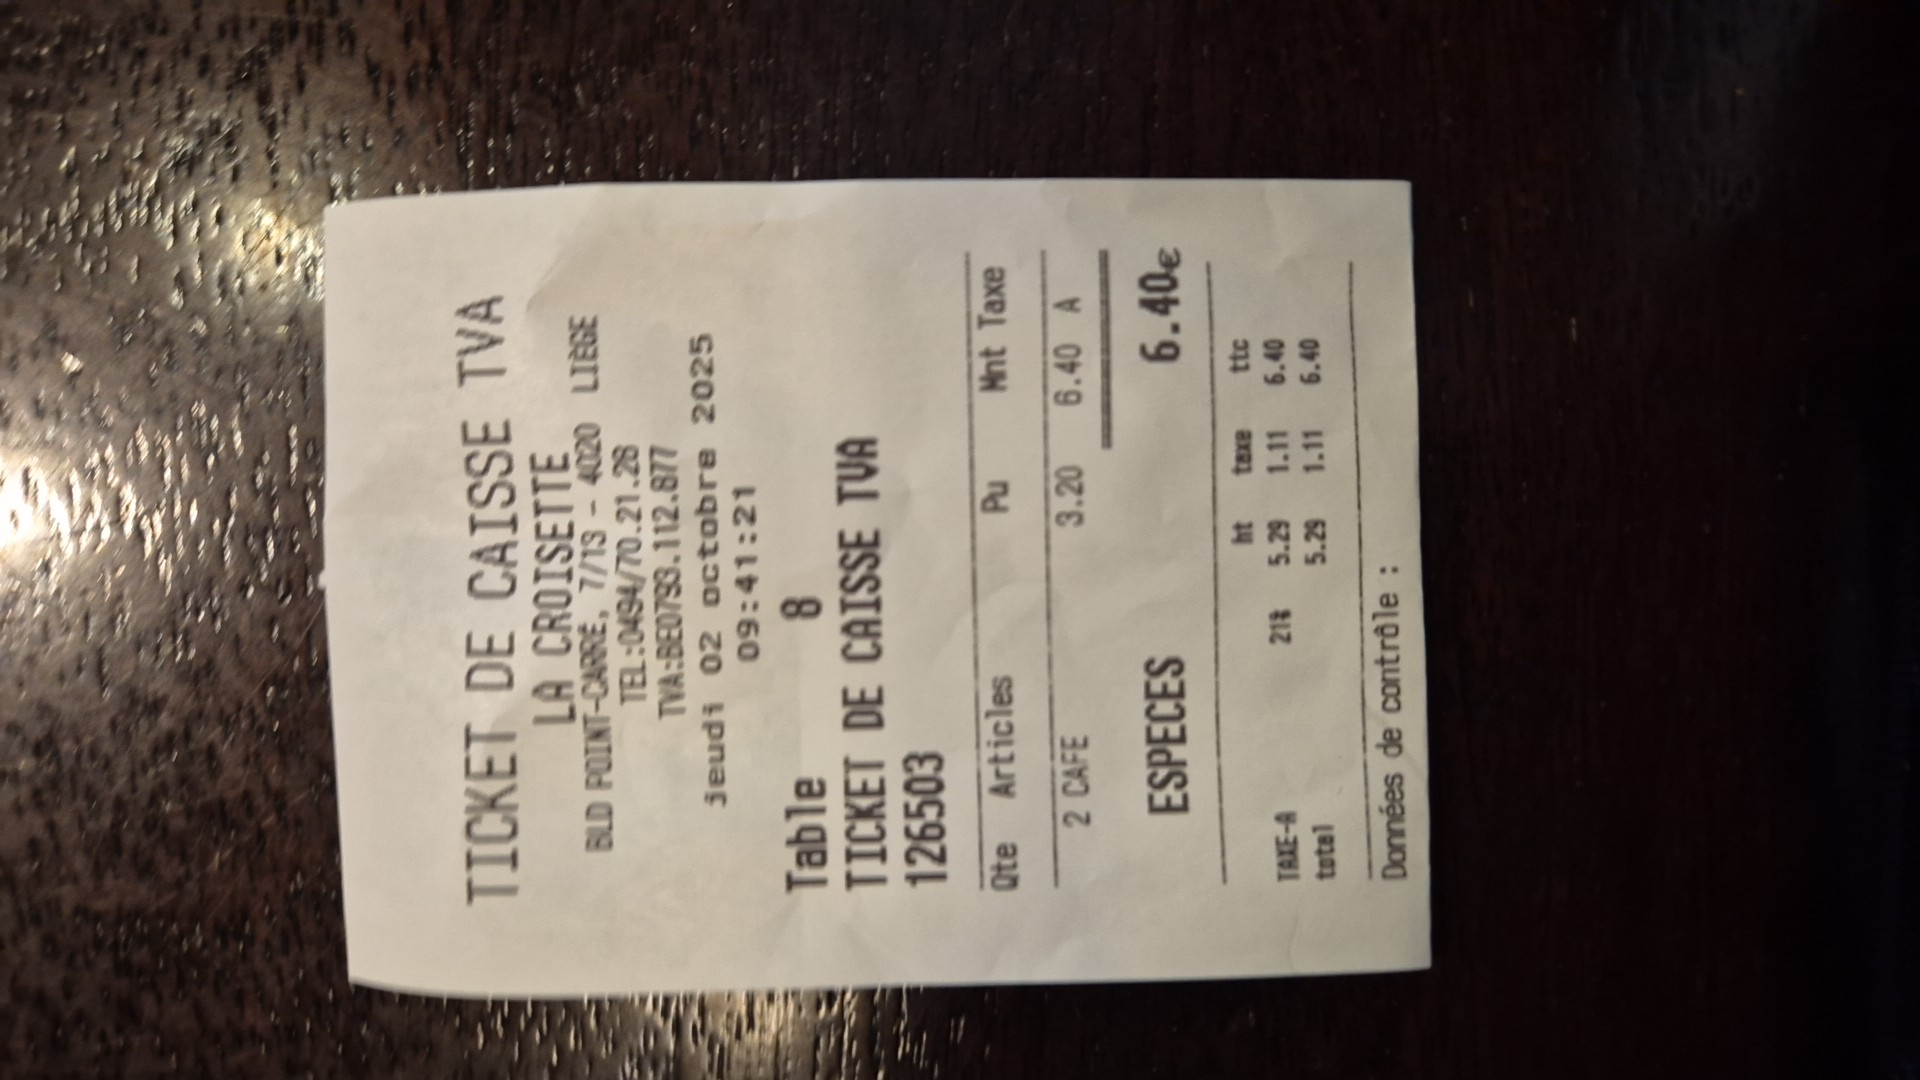 TICKET DE CAISSE TVA
LA CROISETTE
BLD POINT-CARRÉ, 7/13 - 4020 LIEGE
TEL:0494/70.21.28
TVA:BE0793.112.877
jeudi 02 octobre 2025
09:41:21
Table 8
TICKET DE CAISSE TVA
126503
Qte Articles Pu Mnt Taxe
2 CAFE 3.20 6.40 A
ESPECES 6.40€
ht taxe ttc
TAXE-A 21% 5.29 1.11 6.40
total 5.29 1.11 6.40
Données de contrôle :